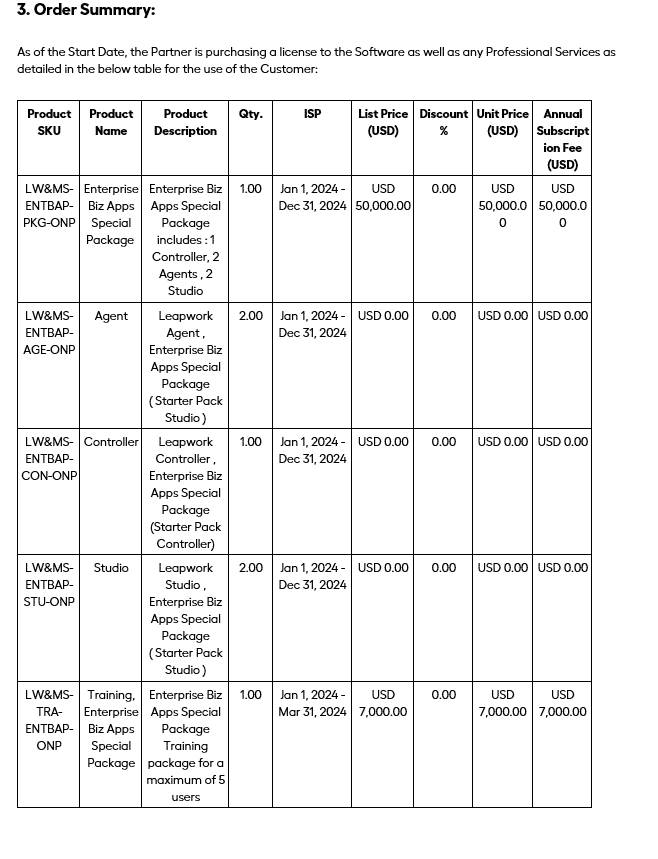 3. Order Summary:
As of the Start Date, the Partner is purchasing a license to the Software as well as any Professional Services as
detailed in the below table for the use of the Customer:
Product SKU Product Name Product Description Qty. ISP List Price (USD) Discount % Unit Price (USD) Annual Subscript ion Fee (USD)
LW&MS- ENTBAP- PKG-ONP Enterprise Biz Apps Special Package Enterprise Biz Apps Special Package includes : 1 Controller, 2 Agents , 2 Studio 1.00 Jan 1, 2024 - Dec 31, 2024 USD 50,000.00 0.00 USD 50,000.0 0 USD 50,000.0 0
LW&MS- ENTBAP- AGE-ONP Agent Leapwork Agent , Enterprise Biz Apps Special Package ( Starter Pack Studio ) 2.00 Jan 1, 2024 - Dec 31, 2024 USD 0.00 0.00 USD 0.00 USD 0.00
LW&MS- ENTBAP- CON-ONP Controller Leapwork Controller , Enterprise Biz Apps Special Package (Starter Pack Controller) 1.00 Jan 1, 2024 - Dec 31, 2024 USD 0.00 0.00 USD 0.00 USD 0.00
LW&MS- ENTBAP- STU-ONP Studio Leapwork Studio , Enterprise Biz Apps Special Package ( Starter Pack Studio ) 2.00 Jan 1, 2024 - Dec 31, 2024 USD 0.00 0.00 USD 0.00 USD 0.00
LW&MS- TRA- ENTBAP- ONP Training, Enterprise Biz Apps Special Package Enterprise Biz Apps Special Package Training package for a maximum of 5 users 1.00 Jan 1, 2024 - Mar 31, 2024 USD 7,000.00 0.00 USD 7,000.00 USD 7,000.00